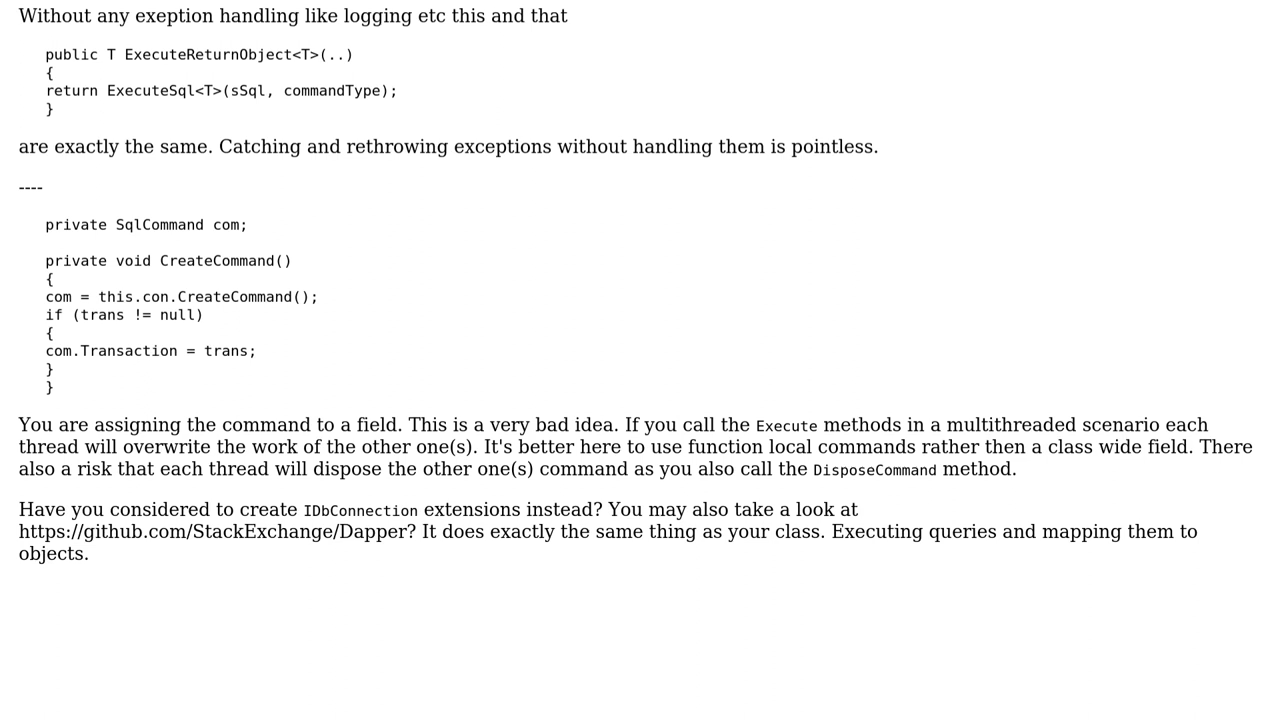 Without any exeption handling like logging etc this and that
public T ExecuteReturnObject<T>(..)
{
return ExecuteSql<T>(sSql, commandType);
}
are exactly the same. Catching and rethrowing exceptions without handling them is pointless.
----
private SqlCommand com;
private void CreateCommand()
{
com = this.con.CreateCommand();
if (trans != null)
{
com.Transaction = trans;
}
}
You are assigning the command to a field. This is a very bad idea. If you call the Execute methods in a multithreaded scenario each
thread will overwrite the work of the other one(s). It's better here to use function local commands rather then a class wide field. There
also a risk that each thread will dispose the other one(s) command as you also call the DisposeCommand method.
Have you considered to create IDbConnection extensions instead? You may also take a look at
https://github.com/StackExchange/Dapper? It does exactly the same thing as your class. Executing queries and mapping them to
objects.